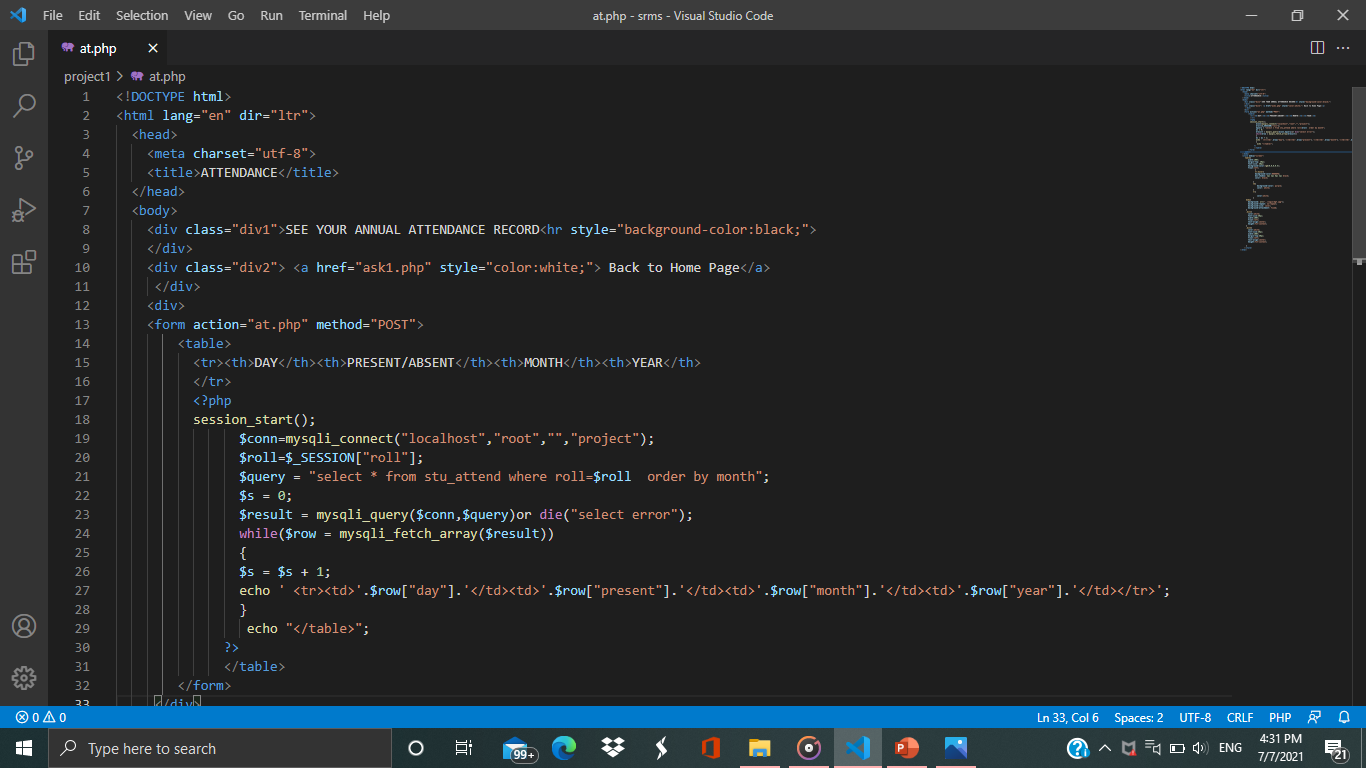 File Edit Selection View Go Run Terminal Help at.php - srms - Visual Studio Code
at.php
project1 > at.php
1 <!DOCTYPE html>
2 <html lang="en" dir="ltr">
3 <head>
4 <meta charset="utf-8">
5 <title>ATTENDANCE</title>
6 </head>
7 <body>
8 <div class="div1">SEE YOUR ANNUAL ATTENDANCE RECORD<hr style="background-color:black;">
9 </div>
10 <div class="div2"> <a href="ask1.php" style="color:white;"> Back to Home Page</a>
11 </div>
12 <div>
13 <form action="at.php" method="POST">
14 <table>
15 <tr><th>DAY</th><th>PRESENT/ABSENT</th><th>MONTH</th><th>YEAR</th>
16 </tr>
17 <?php
18 session_start();
19 $conn=mysqli_connect("localhost","root","","project");
20 $roll=$_SESSION["roll"];
21 $query = "select * from stu_attend where roll=$roll  order by month";
22 $s = 0;
23 $result = mysqli_query($conn,$query)or die("select error");
24 while($row = mysqli_fetch_array($result))
25 {
26 $s = $s + 1;
27 echo ' <tr><td>'.$row["day"].'</td><td>'.$row["present"].'</td><td>'.$row["month"].'</td><td>'.$row["year"].'</td></tr>';
28 }
29 echo "</table>";
30 ?>
31 </table>
32 </form>
33 </div>
0 0 Ln 33, Col 6 Spaces: 2 UTF-8 CRLF PHP
Type here to search 99+ ENG 4:31 PM
7/7/2021 21